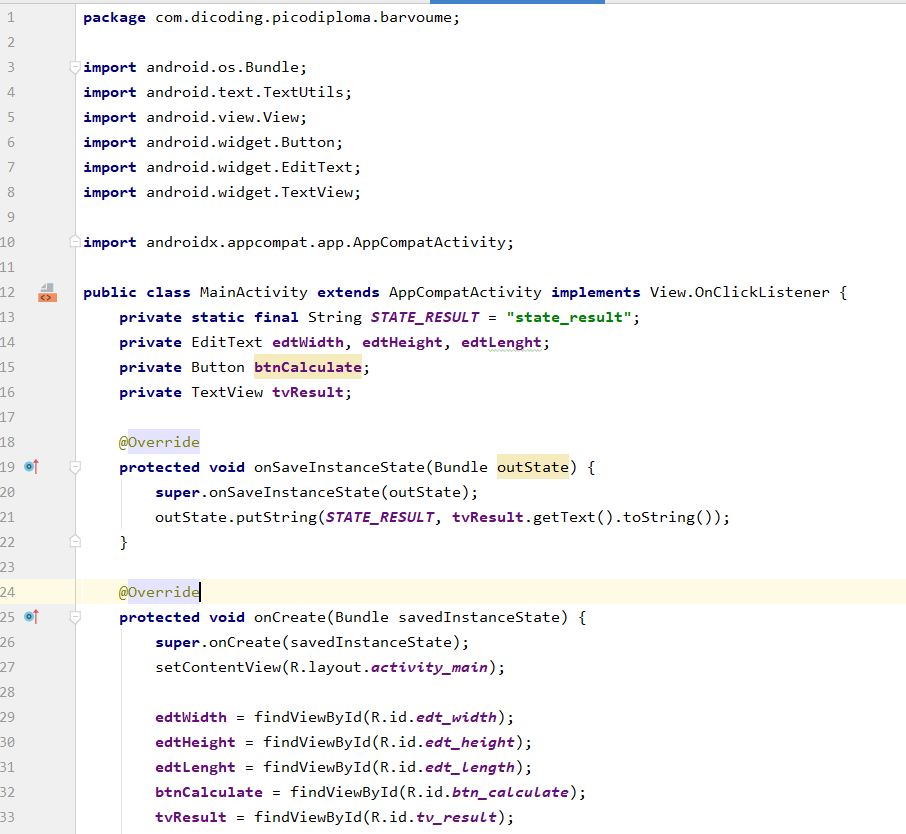 1 package com.dicoding.picodiploma.barvoume;
2
3 import android.os.Bundle;
4 import android.text.TextUtils;
5 import android.view.View;
6 import android.widget.Button;
7 import android.widget.EditText;
8 import android.widget.TextView;
9
10 import androidx.appcompat.app.AppCompatActivity;
11
12 public class MainActivity extends AppCompatActivity implements View.OnClickListener {
13 private static final String STATE_RESULT = "state_result";
14 private EditText edtWidth, edtHeight, edtLenght;
15 private Button btnCalculate;
16 private TextView tvResult;
17
18 @Override
19 protected void onSaveInstanceState(Bundle outState) {
20 super.onSaveInstanceState(outState);
21 outState.putString(STATE_RESULT, tvResult.getText().toString());
22 }
23
24 @Override
25 protected void onCreate(Bundle savedInstanceState) {
26 super.onCreate(savedInstanceState);
27 setContentView(R.layout.activity_main);
28
29 edtWidth = findViewById(R.id.edt_width);
30 edtHeight = findViewById(R.id.edt_height);
31 edtLenght = findViewById(R.id.edt_length);
32 btnCalculate = findViewById(R.id.btn_calculate);
33 tvResult = findViewById(R.id.tv_result);